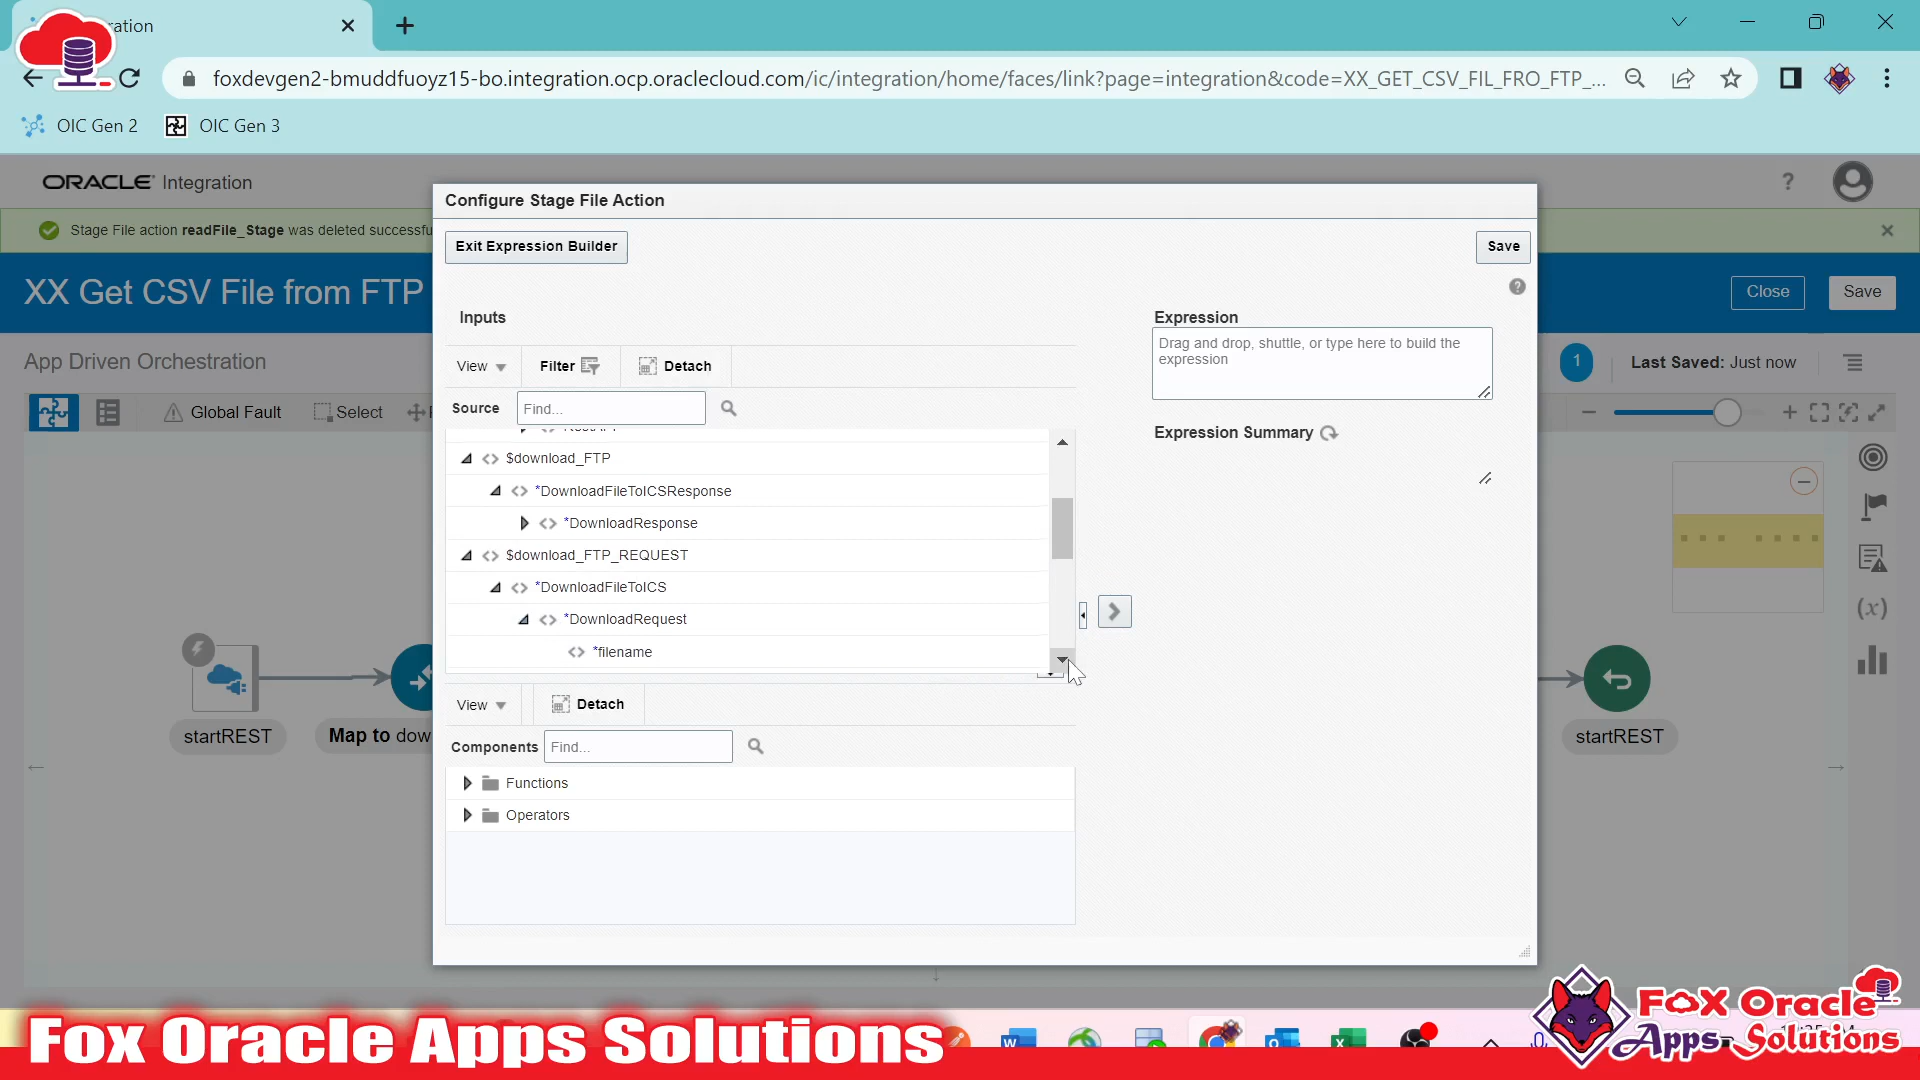 ration
foxdevgen2-bmuddfuoyz15-bo.integration.ocp.oraclecloud.com/ic/integration/home/faces/link?page=integration&code=XX_GET_CSV_FIL_FRO_FTP_...
OIC Gen 2
OIC Gen 3
ORACLE Integration
?
Stage File action readFile_Stage was deleted successfu
XX Get CSV File from FTP
Close
Save
App Driven Orchestration
1
Last Saved: Just now
Global Fault
Select
Configure Stage File Action
Exit Expression Builder
Save
?
Inputs
View
Filter
Detach
Source
Find...
$download_FTP
*DownloadFileToICSResponse
*DownloadResponse
$download_FTP_REQUEST
*DownloadFileToICS
*DownloadRequest
*filename
View
Detach
Components
Find...
Functions
Operators
Expression
Drag and drop, shuttle, or type here to build the
expression
Expression Summary
(x)
startREST
Map to dow
startREST
Fox Oracle Apps Solutions
Fox Oracle
Apps Solutions